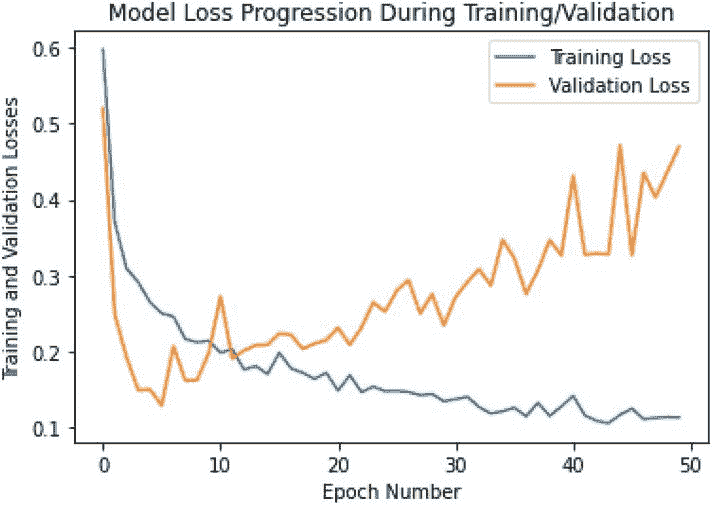 Model Loss Progression During Training/Validation
Training and Validation Losses
0.6
0.5
0.4
0.3
0.2
0.1
Training Loss
Validation Loss
0 10 20 30 40 50
Epoch Number